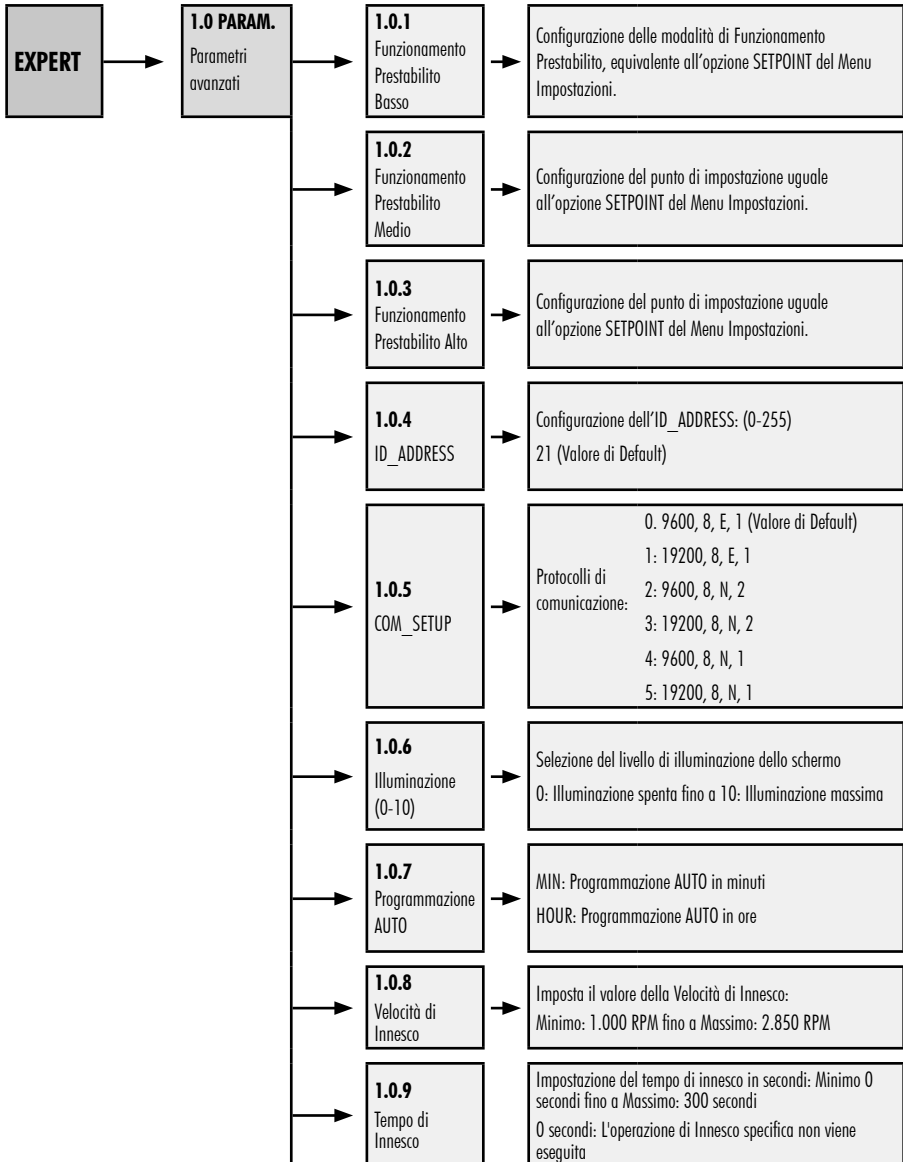 EXPERT
1.0 PARAM.
Parametri
avanzati
1.0.1
Funzionamento
Prestabilito
Basso
Configurazione delle modalità di Funzionamento
Prestabilito, equivalente all'opzione SETPOINT del Menu
Impostazioni.
1.0.2
Funzionamento
Prestabilito
Medio
Configurazione del punto di impostazione uguale
all'opzione SETPOINT del Menu Impostazioni.
1.0.3
Funzionamento
Prestabilito Alto
Configurazione del punto di impostazione uguale
all'opzione SETPOINT del Menu Impostazioni.
1.0.4
ID_ADDRESS
Configurazione dell'ID_ADDRESS: (0-255)
21 (Valore di Default)
1.0.5
COM_SETUP
Protocolli di
comunicazione:
0. 9600, 8, E, 1 (Valore di Default)
1: 19200, 8, E, 1
2: 9600, 8, N, 2
3: 19200, 8, N, 2
4: 9600, 8, N, 1
5: 19200, 8, N, 1
1.0.6
Illuminazione
(0-10)
Selezione del livello di illuminazione dello schermo
0: Illuminazione spenta fino a 10: Illuminazione massima
1.0.7
Programmazione
AUTO
MIN: Programmazione AUTO in minuti
HOUR: Programmazione AUTO in ore
1.0.8
Velocità di
Innesco
Imposta il valore della Velocità di Innesco:
Minimo: 1.000 RPM fino a Massimo: 2.850 RPM
1.0.9
Tempo di
Innesco
Impostazione del tempo di innesco in secondi: Minimo 0
secondi fino a Massimo: 300 secondi
0 secondi: L'operazione di Innesco specifica non viene
eseguita